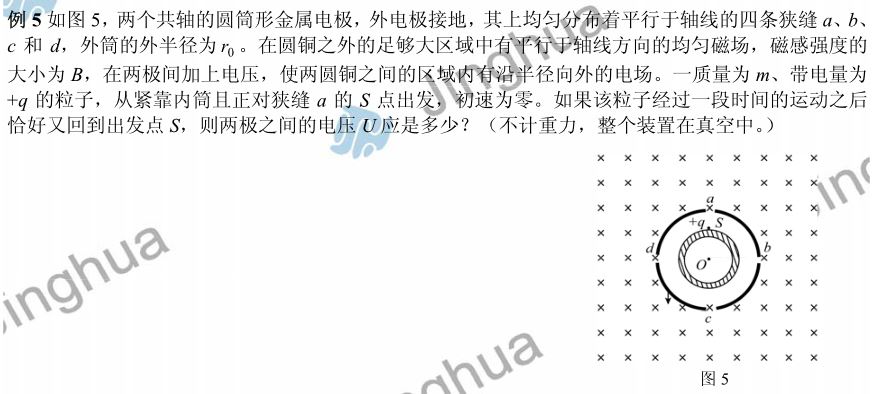 例 5 如图 5，两个共轴的圆筒形金属电极，外电极接地，其上均匀分布着平行于轴线的四条狭缝 a、b、
c 和 d，外筒的外半径为 r₀。在圆铜之外的足够大区域中有平行于轴线方向的均匀磁场，磁感强度的
大小为 B，在两极间加上电压，使两圆铜之间的区域内有沿半径向外的电场。一质量为 m、带电量为
+q 的粒子，从紧靠内筒且正对狭缝 a 的 S 点出发，初速为零。如果该粒子经过一段时间的运动之后
恰好又回到出发点 S，则两极之间的电压 U 应是多少？（不计重力，整个装置在真空中。）
a
+q S
d b
O
c
图 5
Jinghua
inghua
ghua
ing